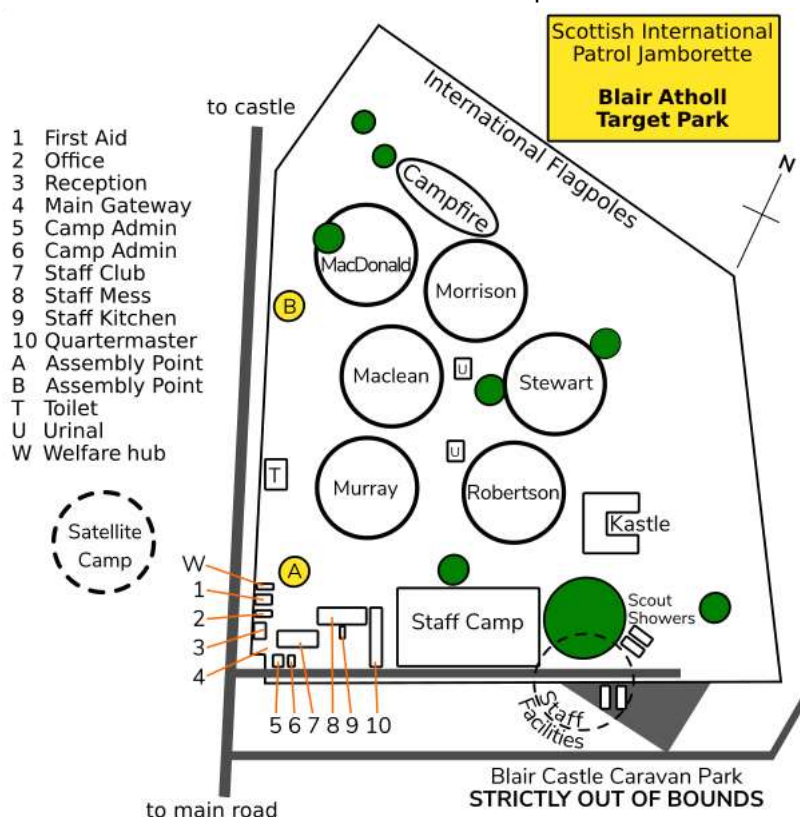 Scottish International
Patrol Jamborette
Blair Atholl
Target Park
N
International Flagpoles
to castle
1 First Aid
2 Office
3 Reception
4 Main Gateway
5 Camp Admin
6 Camp Admin
7 Staff Club
8 Staff Mess
9 Staff Kitchen
10 Quartermaster
A Assembly Point
B Assembly Point
T Toilet
U Urinal
W Welfare hub
Campfire
MacDonald
Morrison
B
Maclean
U
Stewart
U
T
Murray
Robertson
Kastle
Satellite
Camp
A
W
1
2
3
4
Staff Camp
Scout
Showers
5 6 7 8 9 10
Staff
Facilities
Blair Castle Caravan Park
STRICTLY OUT OF BOUNDS
to main road